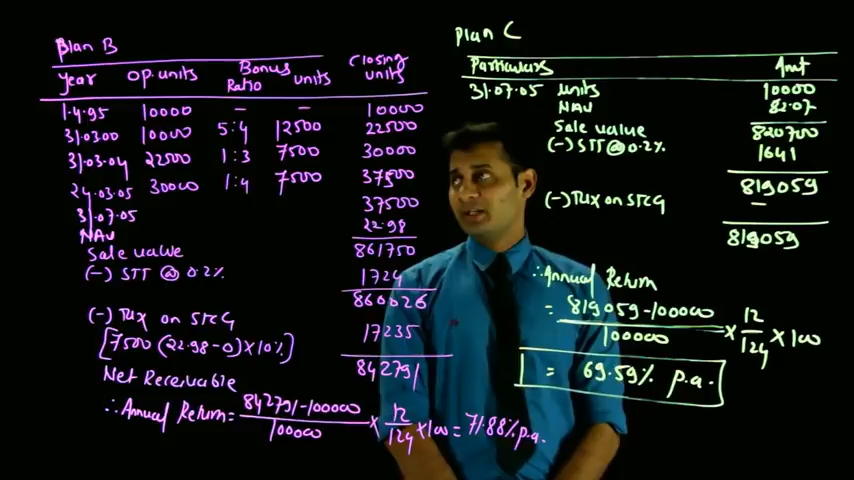 Plan B
Year Op. units Bonus Ratio units Closing units
1.4.95 10000 - - 10000
31.03.00 10000 5:4 12500 22500
31.03.04 22500 1:3 7500 30000
24.03.05 30000 1:4 7500 37500
31.07.05 37500
NAV 22.98
Sale value 861750
(-) STT @ 0.2% 1724
860026
(-) Tax on STCG
[7500 (22.98-0) x 10%] 17235
Net Receivable 842791
∴ Annual Return = 842791-100000 / 100000 x 12/124 x 100 = 71.88% p.a.
Plan C
Particulars Amt
31.07.05 units 10000
NAV 82.07
Sale value 820700
(-) STT @ 0.2% 1641
819059
(-) Tax on STCG -
819059
∴ Annual Return
= 819059-100000 / 100000 x 12/124 x 100
= 69.59% p.a.